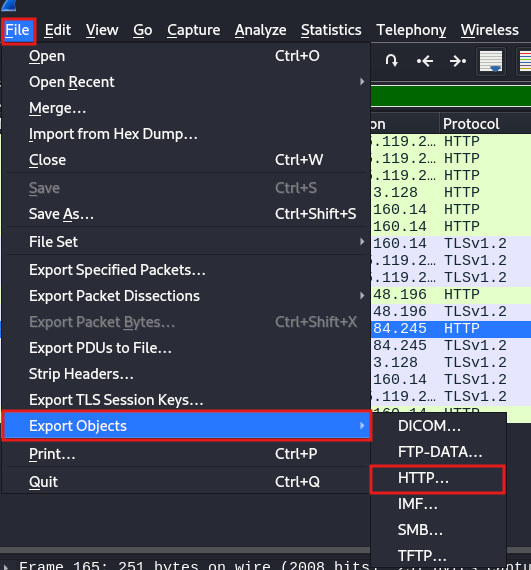 File Edit View Go Capture Analyze Statistics Telephony Wireless
Open Ctrl+O
Open Recent
Merge…
Import from Hex Dump…
Close Ctrl+W
Save Ctrl+S
Save As… Ctrl+Shift+S
File Set
Export Specified Packets…
Export Packet Dissections
Export Packet Bytes… Ctrl+Shift+X
Export PDUs to File…
Strip Headers…
Export TLS Session Keys…
Export Objects
Print… Ctrl+P
Quit Ctrl+Q
DICOM…
FTP-DATA…
HTTP…
IMF…
SMB…
TFTP…
on Protocol
.119.2… HTTP
.119.2… HTTP
.119.2… HTTP
3.128 HTTP
160.14 HTTP
160.14 HTTP
160.14 TLSv1.2
.119.2… TLSv1.2
.119.2… TLSv1.2
48.196 HTTP
48.196 TLSv1.2
84.245 HTTP
84.245 TLSv1.2
3.128 TLSv1.2
160.14 TLSv1.2
.119.2… TLSv1.2
Frame 165: 251 bytes on wire (2008 bits), 251 bytes